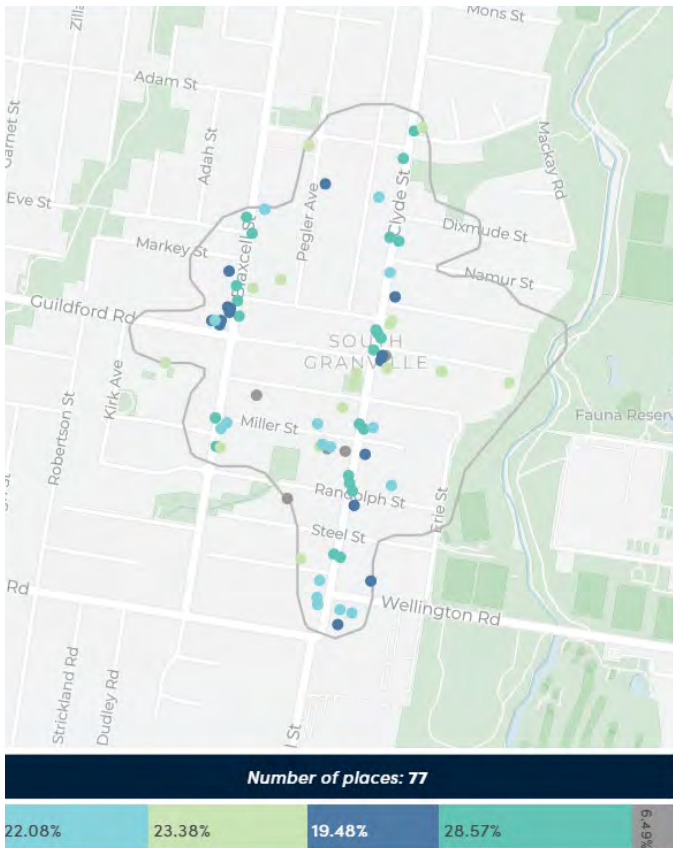 Mons St
Zilla
Adam St
Garnet St
Adah St
Mackay Rd
Eve St
Pegler Ave
Clyde St
Dixmude St
Markey St
Blaxcell St
Namur St
Guildford Rd
SOUTH
GRANVILLE
Kirk Ave
Robertson St
Miller St
Fauna Reserv
Randolph St
Erie St
Steel St
Rd
Wellington Rd
Strickland Rd
Dudley Rd
l St
Number of places: 77
22.08%
23.38%
19.48%
28.57%
6.49%